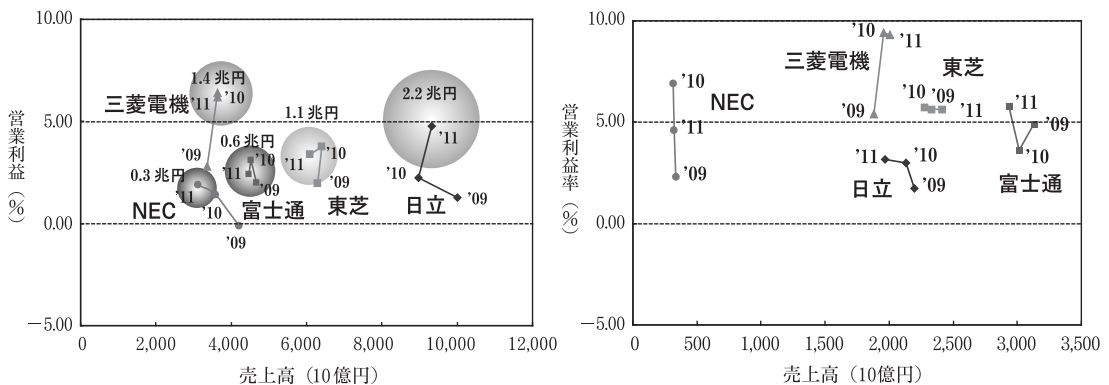 10.00
5.00
0.00
－5.00
営業利益（％）
0
2,000
4,000
6,000
8,000
10,000
12,000
売上高（10億円）
1.4 兆円
'11
'10
三菱電機
'09
0.3 兆円
'11
NEC
'10
'09
0.6 兆円
'10
'11
'09
富士通
1.1 兆円
'11
'10
'09
東芝
2.2 兆円
'11
'10
'09
日立
10.00
5.00
0.00
－5.00
営業利益率（％）
0
500
1,000
1,500
2,000
2,500
3,000
3,500
売上高（10億円）
'10
NEC
'11
'09
'10
'11
三菱電機
'09
東芝
'10
'09
'11
'11
'10
'09
日立
'11
'09
'10
富士通